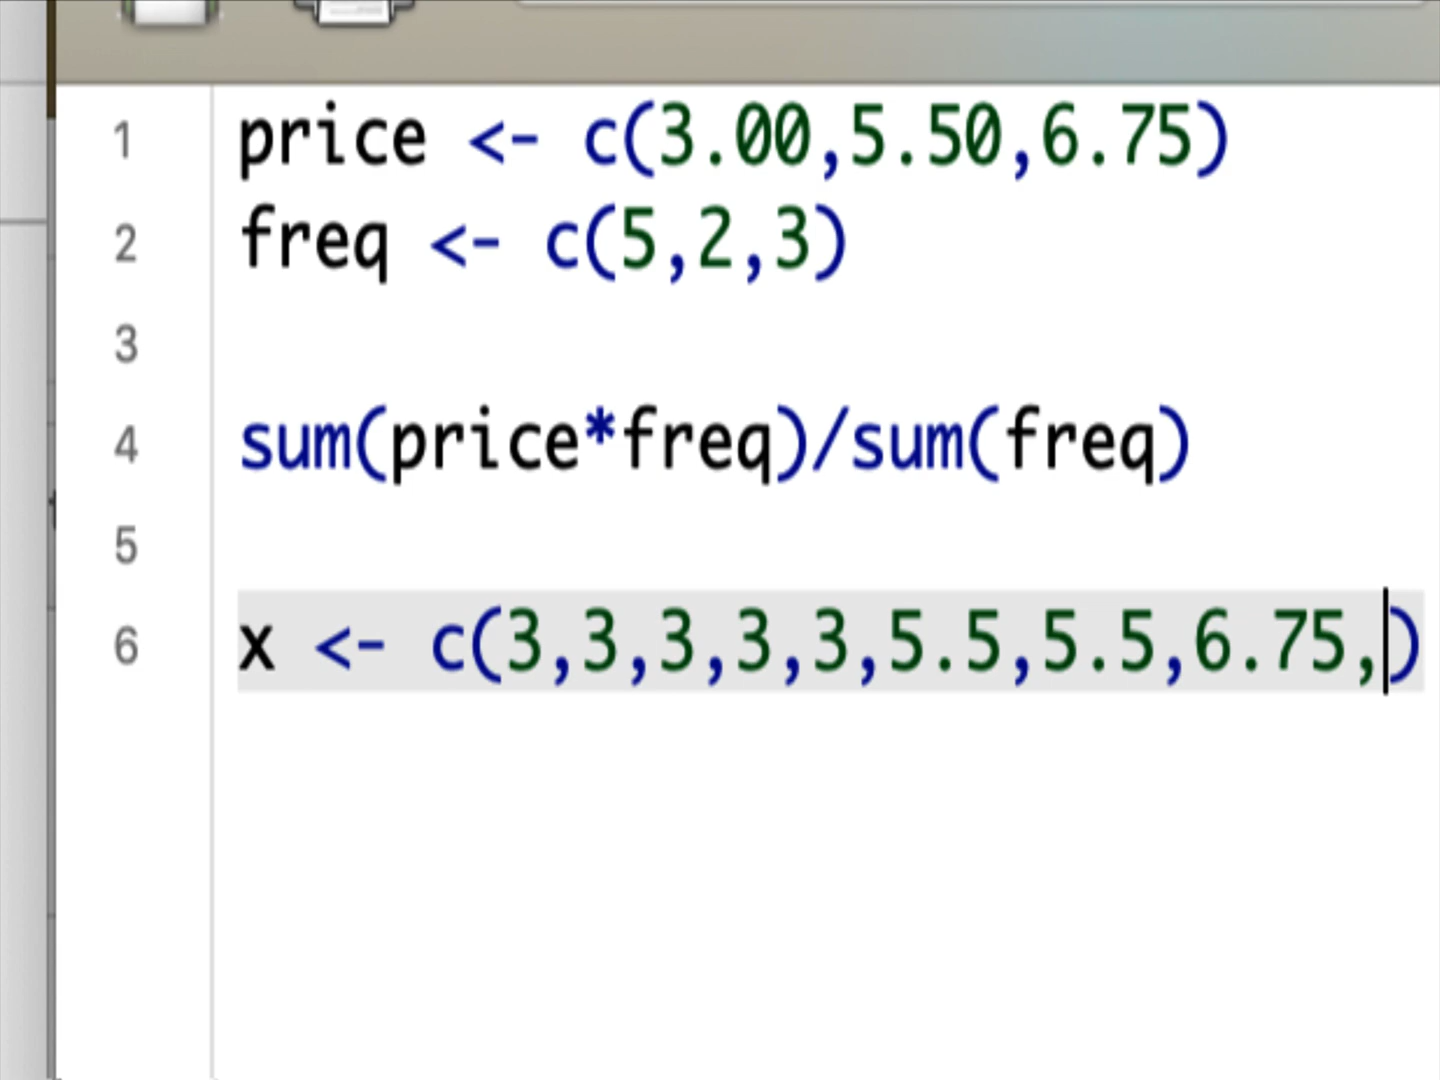 1 price <- c(3.00,5.50,6.75)
2 freq <- c(5,2,3)
3
4 sum(price*freq)/sum(freq)
5
6 x <- c(3,3,3,3,3,5.5,5.5,6.75,)